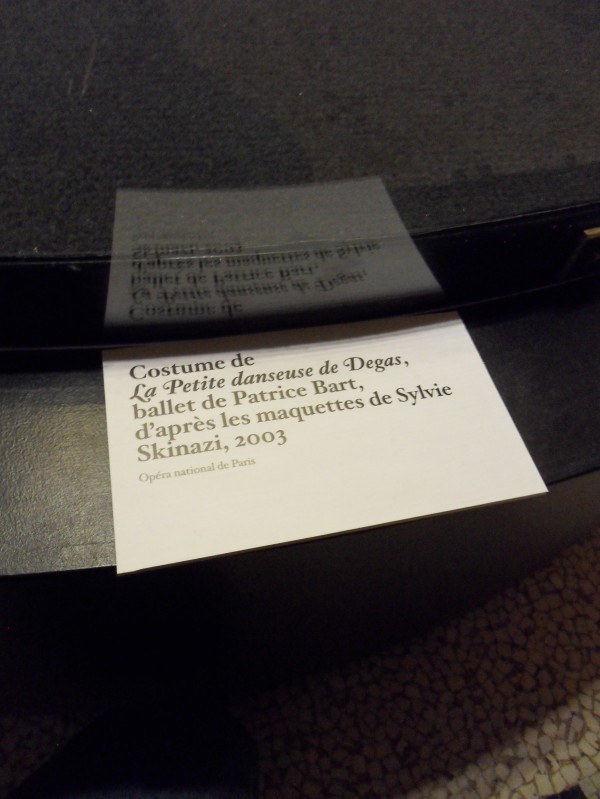 Costume de
La Petite danseuse de Degas,
ballet de Patrice Bart,
d'après les maquettes de Sylvie
Skinazi, 2003
Opéra national de Paris